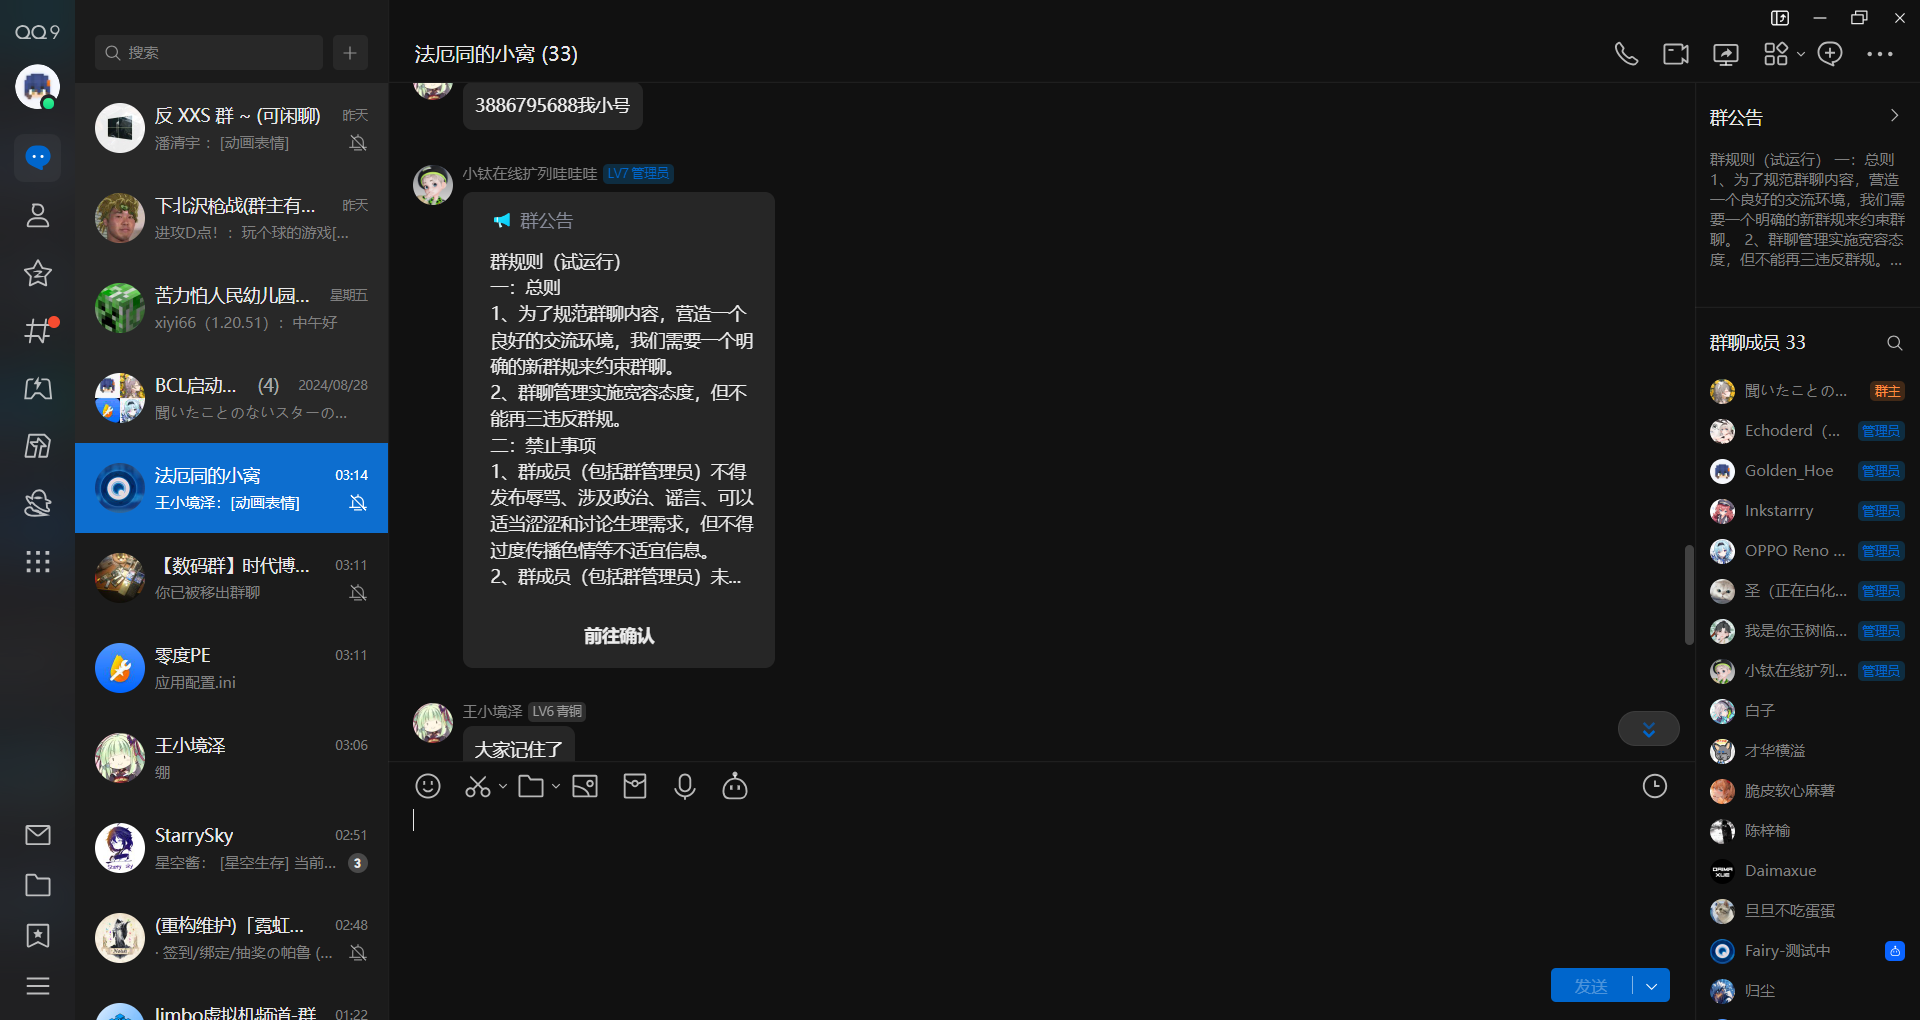 QQ9
搜索
反 XXS 群 ~ (可闲聊)
昨天
潘清宇：[动画表情]
下北沢枪战(群主有...
昨天
进攻D点！：玩个球的游戏[...
苦力怕人民幼儿园...
星期五
xiyi66（1.20.51）：中午好
BCL启动... (4)
2024/08/28
聞いたことのないスターの...
法厄同的小窝
03:14
王小境泽：[动画表情]
【数码群】时代博...
03:11
你已被移出群聊
零度PE
03:11
应用配置.ini
王小境泽
03:06
绷
StarrySky
02:51
星空酱：[星空生存] 当前...
3
(重构维护)「霓虹...
02:48
· 签到/绑定/抽奖の帕鲁 (...
limbo虚拟机频道-群
01:22
法厄同的小窝 (33)
3886795688我小号
小钛在线扩列哇哇哇
LV7 管理员
群公告
群规则（试运行）
一：总则
1、为了规范群聊内容，营造一个
良好的交流环境，我们需要一个明
确的新群规来约束群聊。
2、群聊管理实施宽容态度，但不
能再三违反群规。
二：禁止事项
1、群成员（包括群管理员）不得
发布辱骂、涉及政治、谣言、可以
适当涩涩和讨论生理需求，但不得
过度传播色情等不适宜信息。
2、群成员（包括群管理员）未...
前往确认
王小境泽
LV6 青铜
大家记住了
发送
群公告
群规则（试运行） 一：总则
1、为了规范群聊内容，营造
一个良好的交流环境，我们需
要一个明确的新群规来约束群
聊。 2、群聊管理实施宽容态
度，但不能再三违反群规。...
群聊成员 33
聞いたことの...
群主
Echoderd（...
管理员
Golden_Hoe
管理员
Inkstarrry
管理员
OPPO Reno ...
管理员
圣（正在白化...
管理员
我是你玉树临...
管理员
小钛在线扩列...
管理员
白子
才华横溢
脆皮软心麻薯
陈梓榆
Daimaxue
旦旦不吃蛋蛋
Fairy-测试中
归尘